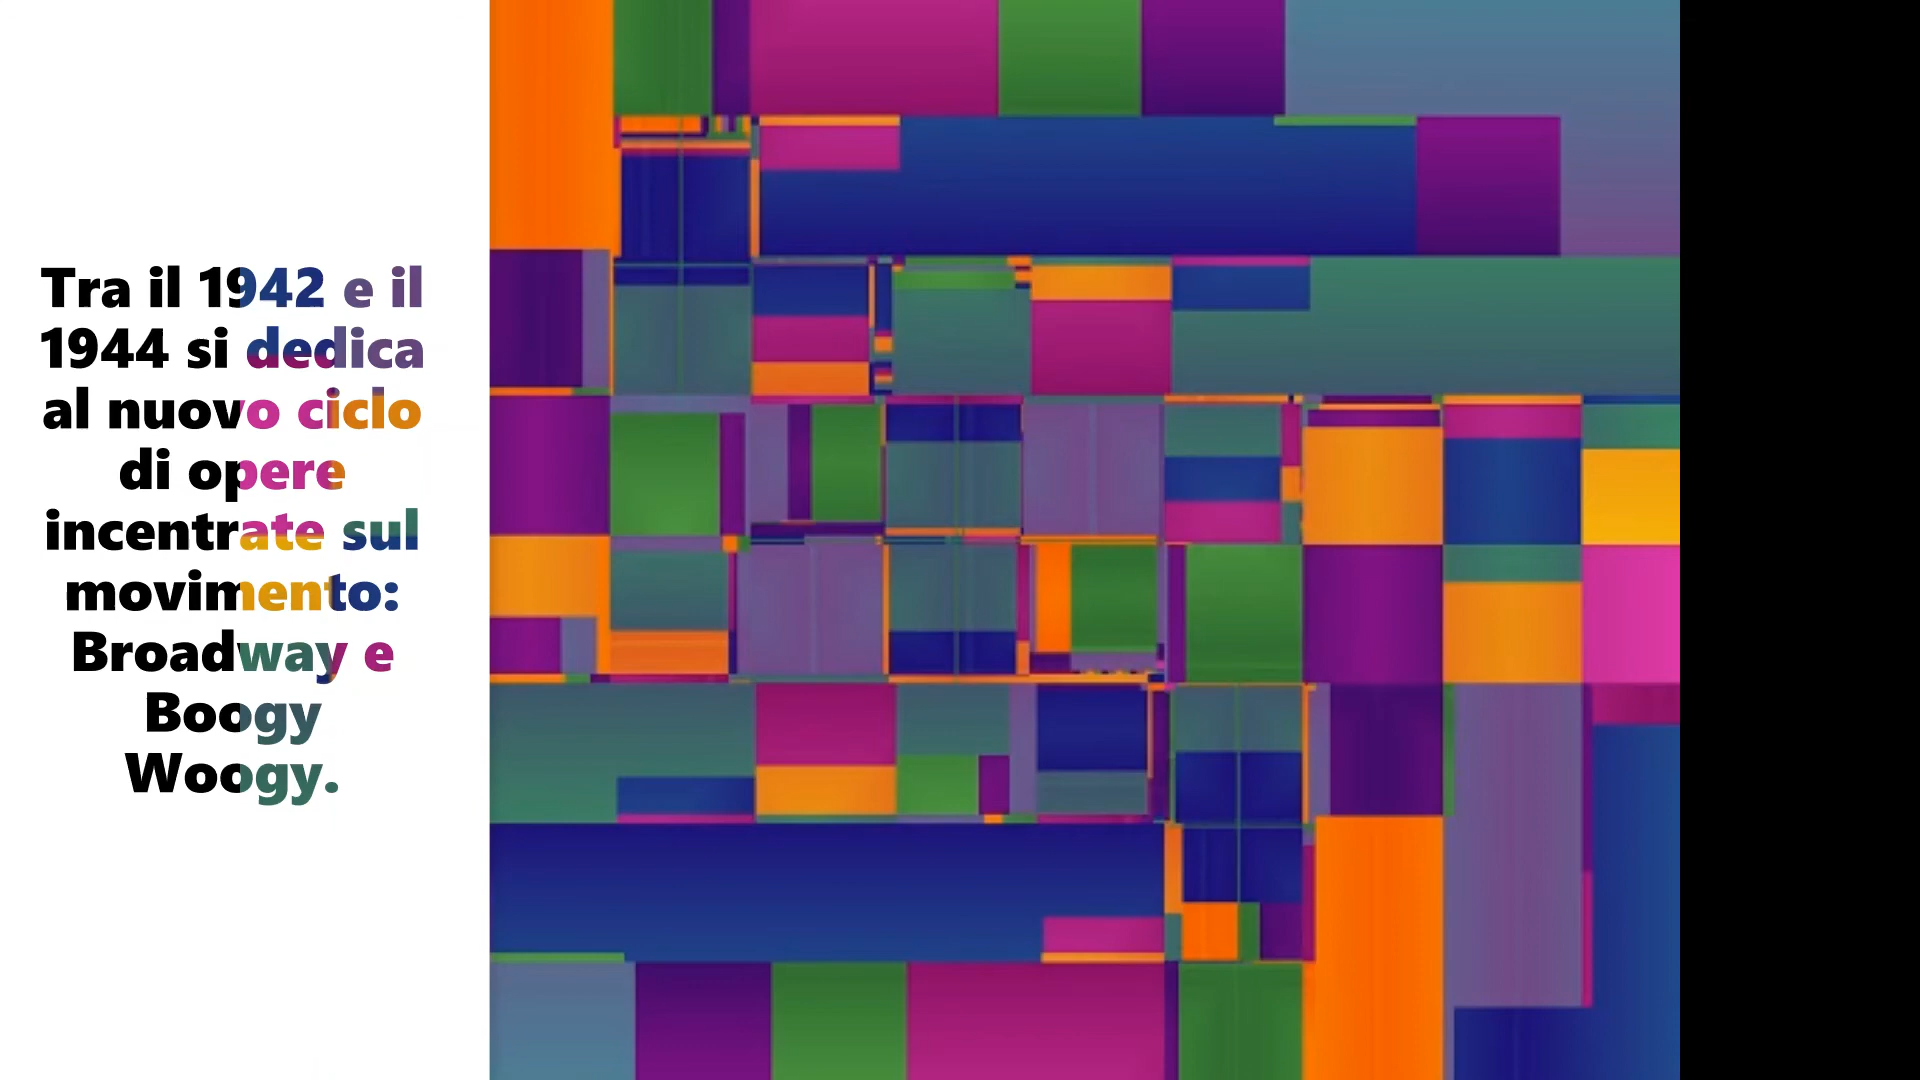 Tra il 1942 e il
1944 si dedica
al nuovo ciclo
di opere
incentrate sul
movimento:
Broadway e
Boogy
Woogy.